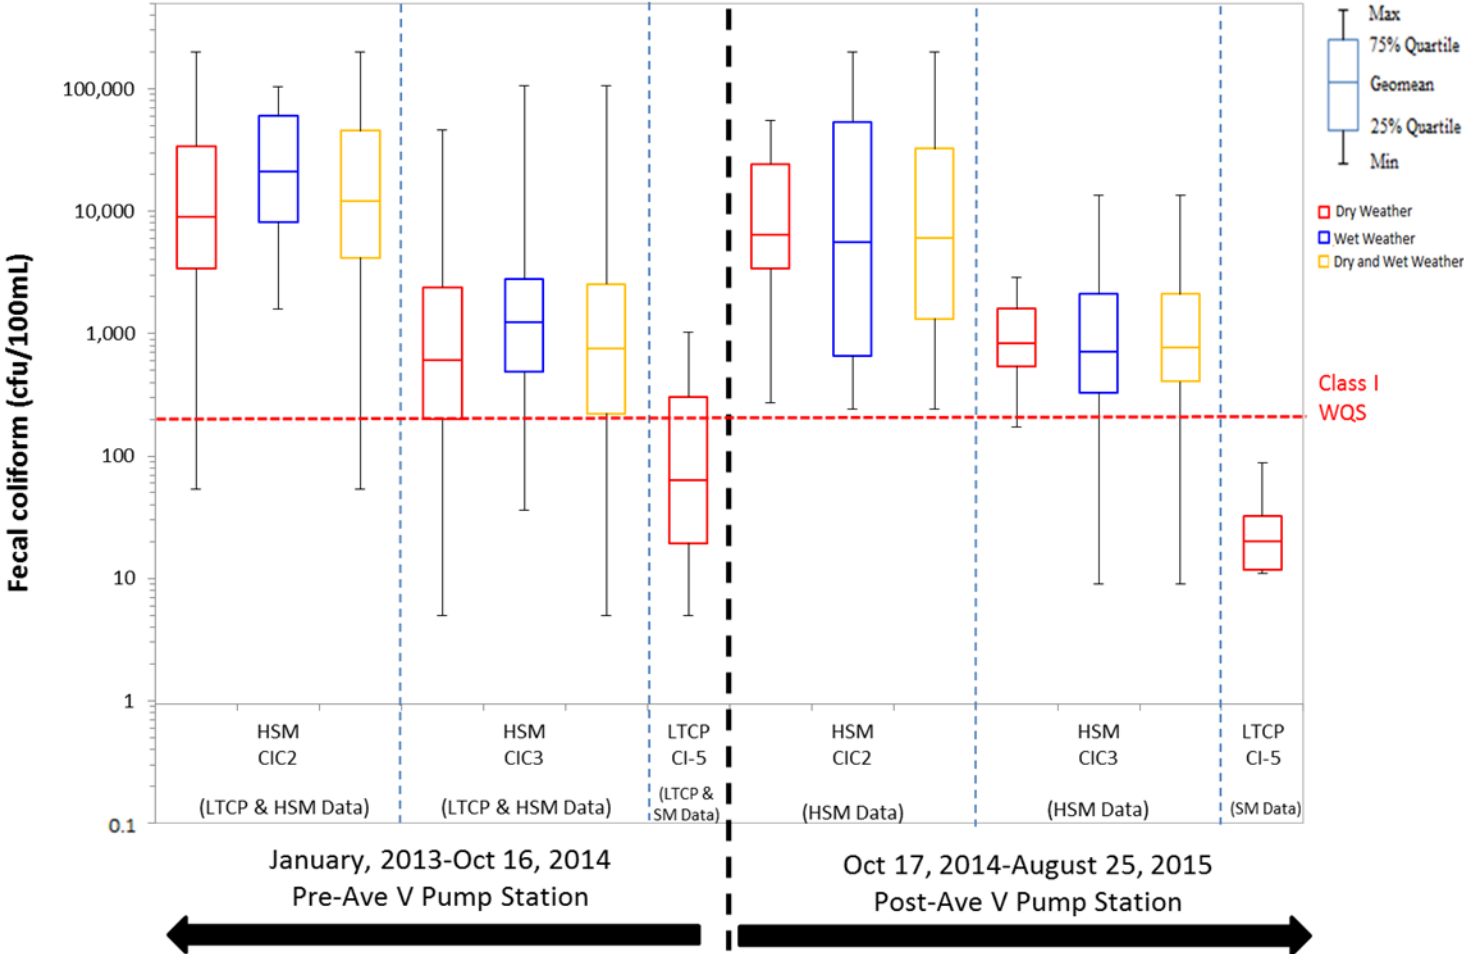 Fecal coliform (cfu/100mL)
100,000
10,000
1,000
100
10
1
0.1
HSM
CIC2
(LTCP & HSM Data)
HSM
CIC3
(LTCP & HSM Data)
LTCP
CI-5
(LTCP &
SM Data)
HSM
CIC2
(HSM Data)
HSM
CIC3
(HSM Data)
LTCP
CI-5
(SM Data)
January, 2013-Oct 16, 2014
Pre-Ave V Pump Station
Oct 17, 2014-August 25, 2015
Post-Ave V Pump Station
Max
75% Quartile
Geomean
25% Quartile
Min
Dry Weather
Wet Weather
Dry and Wet Weather
Class I
WQS